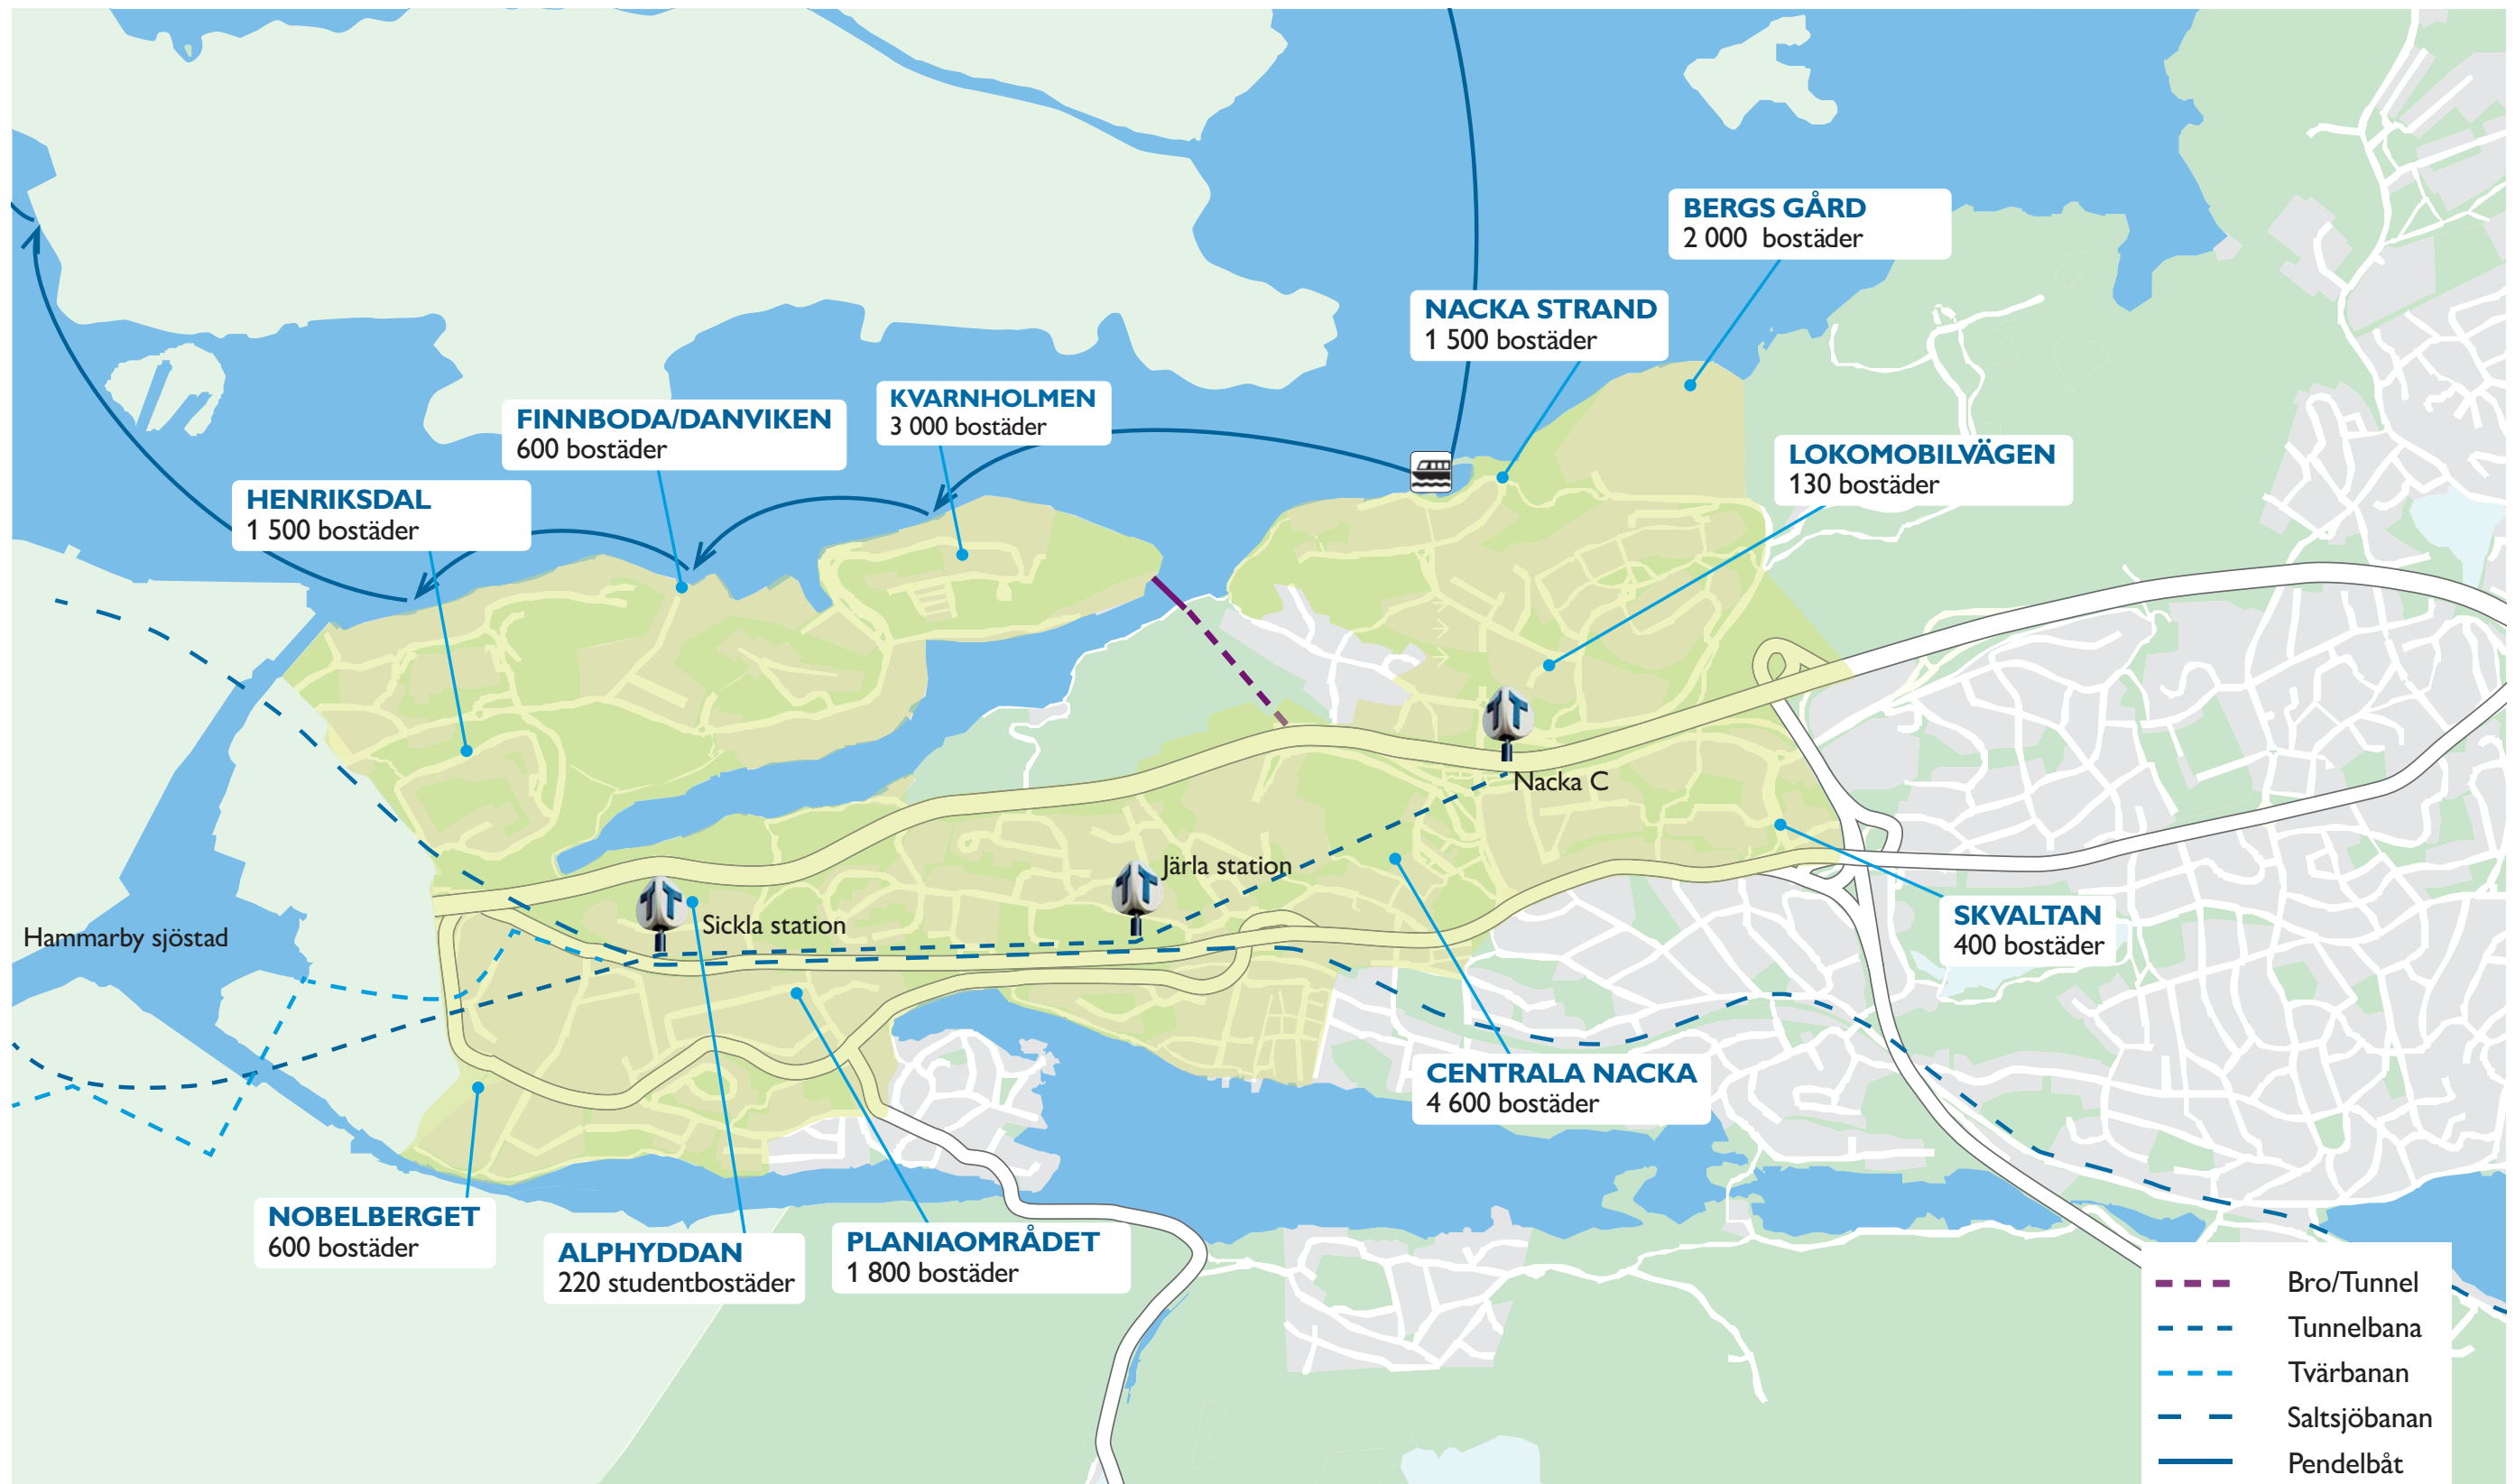 BERGS GÅRD
2 000 bostäder
NACKA STRAND
1 500 bostäder
KVARNHOLMEN
3 000 bostäder
FINNBODA/DANVIKEN
600 bostäder
LOKOMOBILVÄGEN
130 bostäder
HENRIKSDAL
1 500 bostäder
Nacka C
Järla station
Sickla station
Hammarby sjöstad
SKVALTAN
400 bostäder
CENTRALA NACKA
4 600 bostäder
NOBELBERGET
600 bostäder
ALPHYDDAN
220 studentbostäder
PLANIAOMRÅDET
1 800 bostäder
Bro/Tunnel
Tunnelbana
Tvärbanan
Saltsjöbanan
Pendelbåt